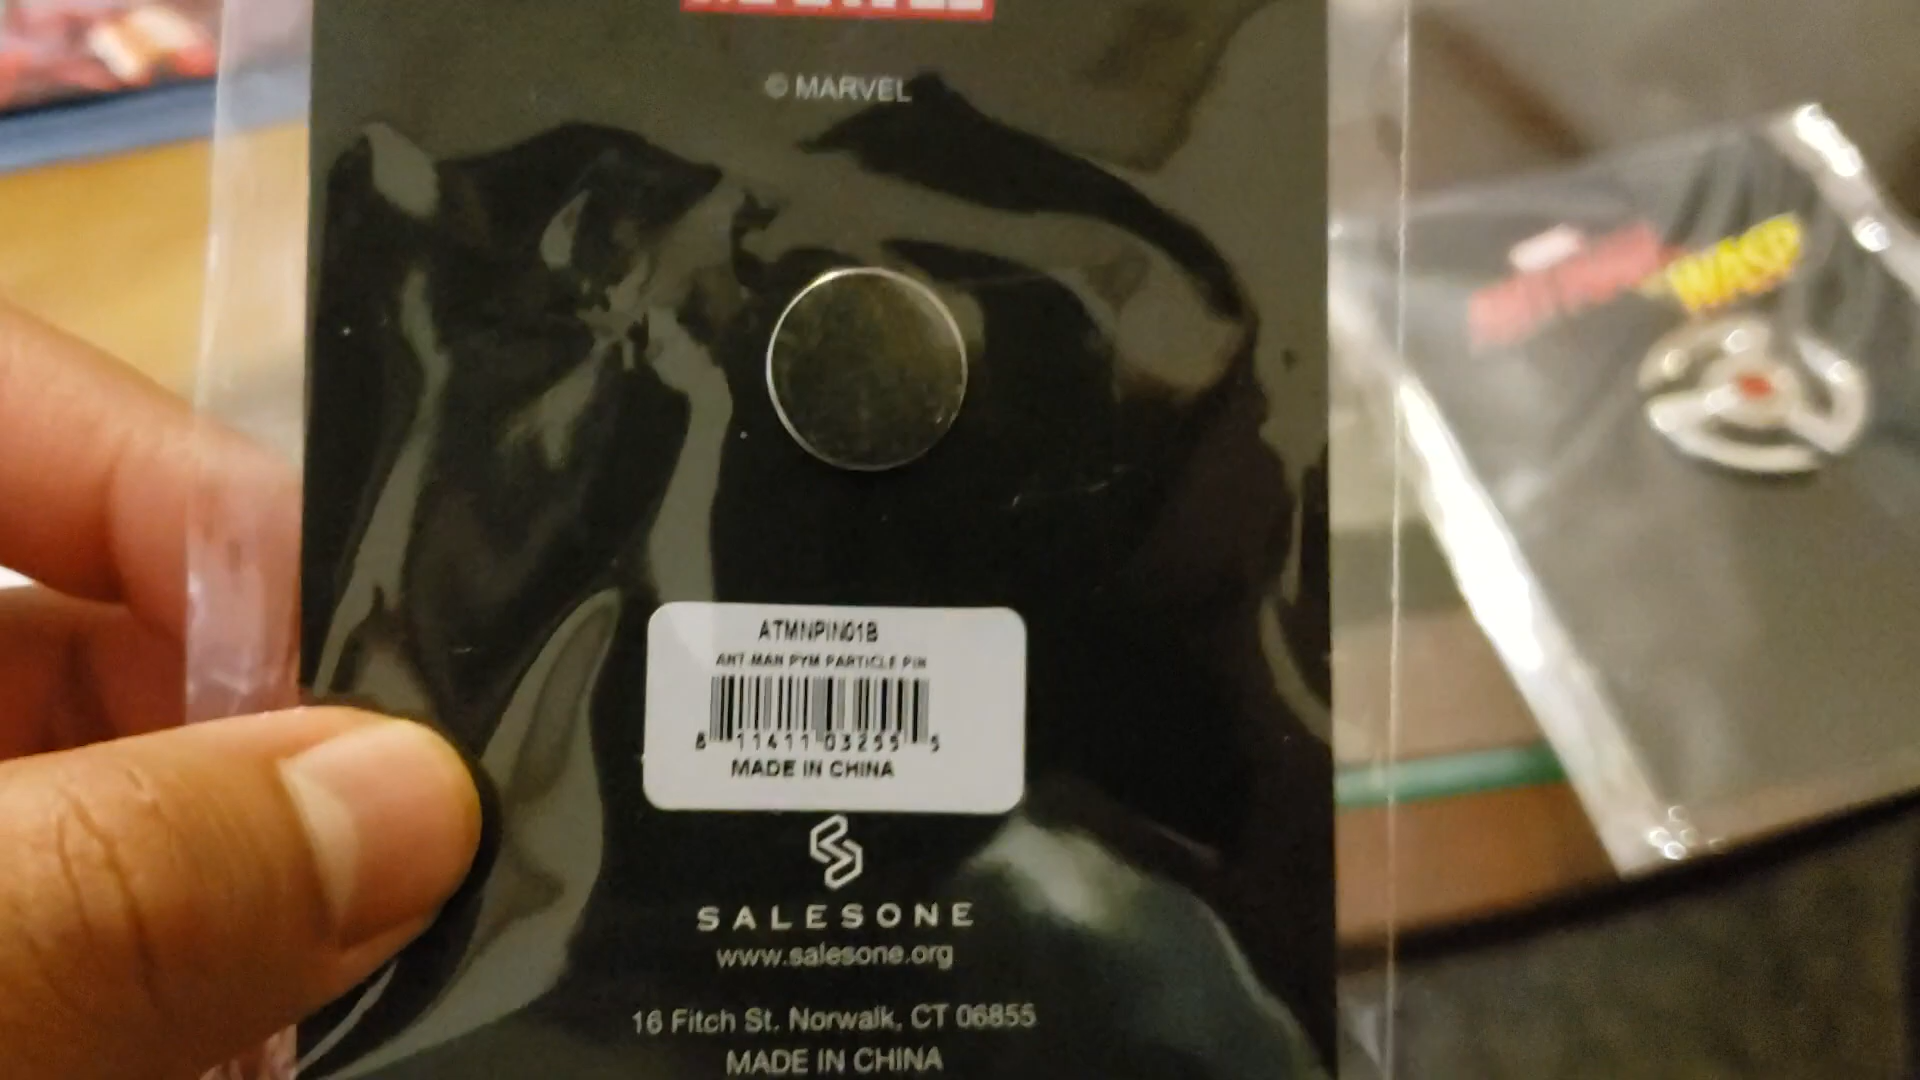 © MARVEL
ATMNPIN01B
ANT-MAN PYM PARTICLE PIN
8 11411 03255 5
MADE IN CHINA
SALESONE
www.salesone.org
16 Fitch St. Norwalk, CT 06855
MADE IN CHINA
WASP